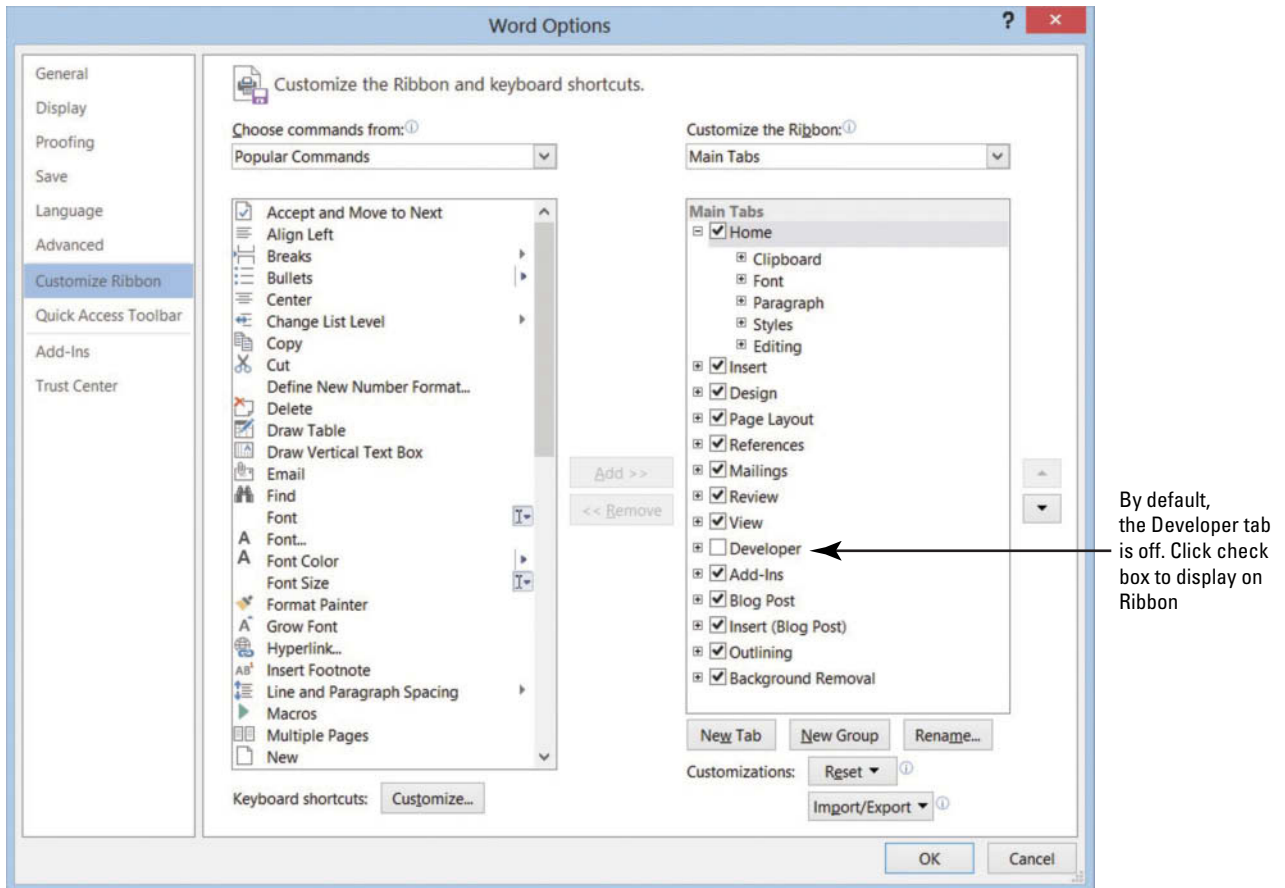 Word Options
?
General
Display
Proofing
Save
Language
Advanced
Customize Ribbon
Quick Access Toolbar
Add-Ins
Trust Center
Customize the Ribbon and keyboard shortcuts.
Choose commands from:
Popular Commands
Accept and Move to Next
Align Left
Breaks
Bullets
Center
Change List Level
Copy
Cut
Define New Number Format...
Delete
Draw Table
Draw Vertical Text Box
Email
Find
Font
Font...
Font Color
Font Size
Format Painter
Grow Font
Hyperlink...
Insert Footnote
Line and Paragraph Spacing
Macros
Multiple Pages
New
Keyboard shortcuts: Customize...
Add >>
<< Remove
Customize the Ribbon:
Main Tabs
Main Tabs
Home
Clipboard
Font
Paragraph
Styles
Editing
Insert
Design
Page Layout
References
Mailings
Review
View
Developer
Add-Ins
Blog Post
Insert (Blog Post)
Outlining
Background Removal
New Tab New Group Rename...
Customizations: Reset
Import/Export
OK Cancel
By default,
the Developer tab
is off. Click check
box to display on
Ribbon